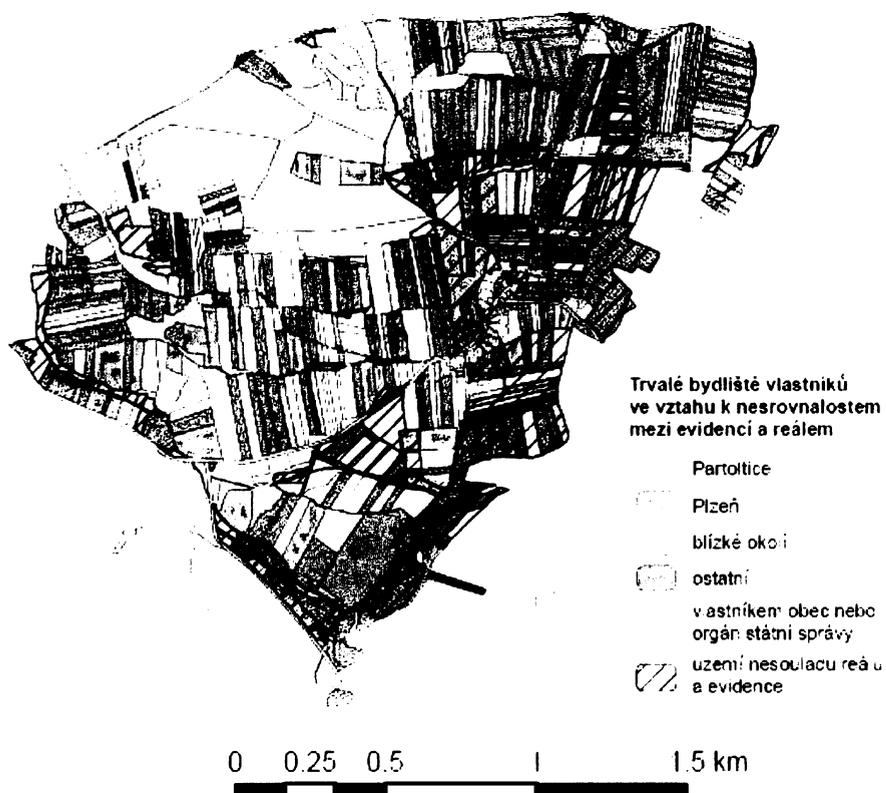 Trvalé bydliště vlastníků
ve vztahu k nesrovnalostem
mezi evidencí a reálem
Partoltice
Plzeň
blízké okolí
ostatní
vlastníkem obec nebo
orgán státní správy
uzemí nesouladu reálu
a evidence
0 0.25 0.5 1 1.5 km